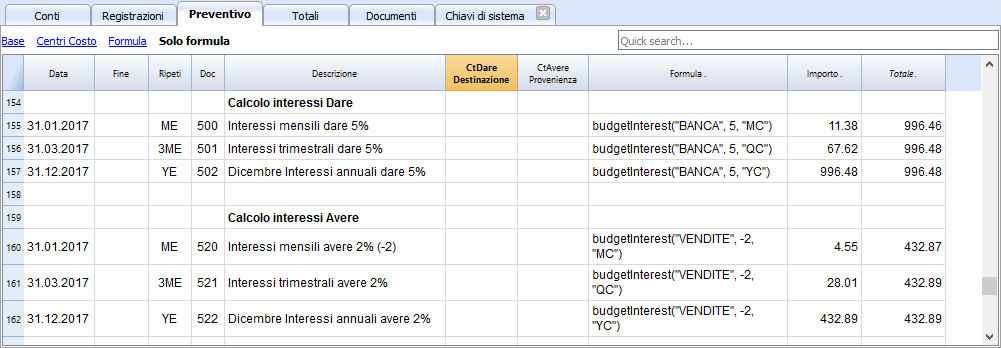 Conti Registrazioni Preventivo Totali Documenti Chiavi di sistema
Base Centri Costo Formula Solo formula Quick search...
Data Fine Ripeti Doc Descrizione CtDare Destinazione CtAvere Provenienza Formula . Importo . Totale.
154 Calcolo interessi Dare
155 31.01.2017 ME 500 Interessi mensili dare 5% budgetInterest("BANCA", 5, "MC") 11.38 996.46
156 31.03.2017 3ME 501 Interessi trimestrali dare 5% budgetInterest("BANCA", 5, "QC") 67.62 996.48
157 31.12.2017 YE 502 Dicembre Interessi annuali dare 5% budgetInterest("BANCA", 5, "YC") 996.48 996.48
158
159 Calcolo interessi Avere
160 31.01.2017 ME 520 Interessi mensili avere 2% (-2) budgetInterest("VENDITE", -2, "MC") 4.55 432.87
161 31.03.2017 3ME 521 Interessi trimestrali avere 2% budgetInterest("VENDITE", -2, "QC") 28.01 432.89
162 31.12.2017 YE 522 Dicembre Interessi annuali avere 2% budgetInterest("VENDITE", -2, "YC") 432.89 432.89